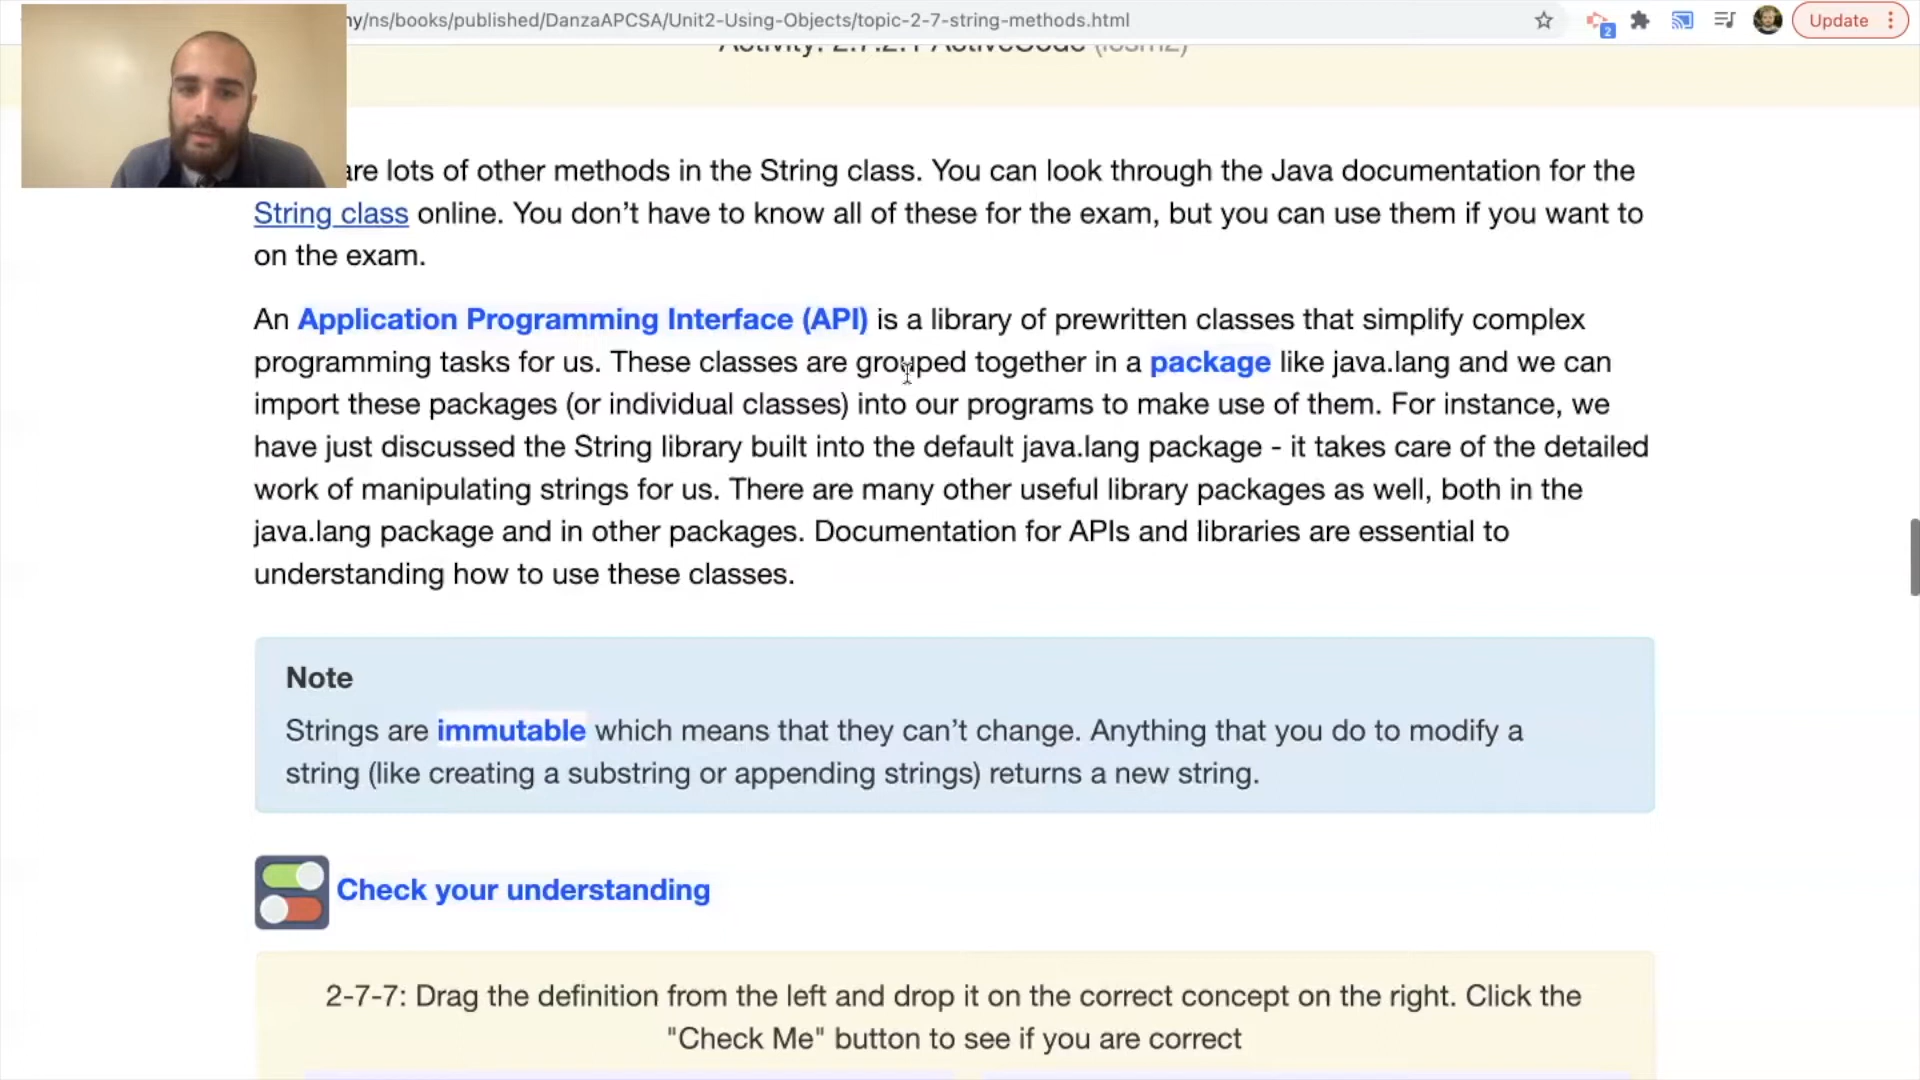 ny/ns/books/published/DanzaAPCSA/Unit2-Using-Objects/topic-2-7-string-methods.html
2
Update
are lots of other methods in the String class. You can look through the Java documentation for the
String class online. You don’t have to know all of these for the exam, but you can use them if you want to
on the exam.
An Application Programming Interface (API) is a library of prewritten classes that simplify complex
programming tasks for us. These classes are grouped together in a package like java.lang and we can
import these packages (or individual classes) into our programs to make use of them. For instance, we
have just discussed the String library built into the default java.lang package - it takes care of the detailed
work of manipulating strings for us. There are many other useful library packages as well, both in the
java.lang package and in other packages. Documentation for APIs and libraries are essential to
understanding how to use these classes.
Note
Strings are immutable which means that they can’t change. Anything that you do to modify a
string (like creating a substring or appending strings) returns a new string.
Check your understanding
2-7-7: Drag the definition from the left and drop it on the correct concept on the right. Click the
"Check Me" button to see if you are correct